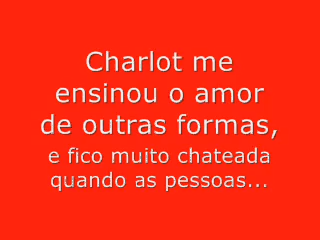 Charlot me
ensinou o amor
de outras formas,
e fico muito chateada
quando as pessoas...